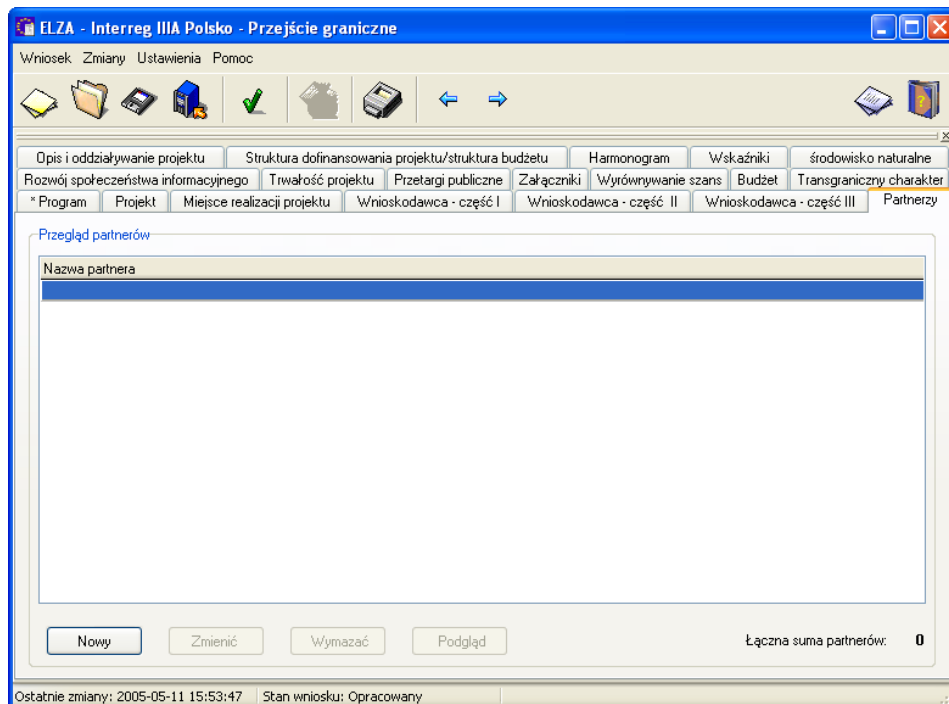 ELZA - Interreg IIIA Polsko - Przejście graniczne
Wniosek Zmiany Ustawienia Pomoc
Opis i oddziaływanie projektu Struktura dofinansowania projektu/struktura budżetu Harmonogram Wskaźniki środowisko naturalne
Rozwój społeczeństwa informacyjnego Trwałość projektu Przetargi publiczne Załączniki Wyrównywanie szans Budżet Transgraniczny charakter
* Program Projekt Miejsce realizacji projektu Wnioskodawca - część I Wnioskodawca - część II Wnioskodawca - część III Partnerzy
Przegląd partnerów
Nazwa partnera
Nowy Zmienić Wymazać Podgląd Łączna suma partnerów: 0
Ostatnie zmiany: 2005-05-11 15:53:47 Stan wniosku: Opracowany